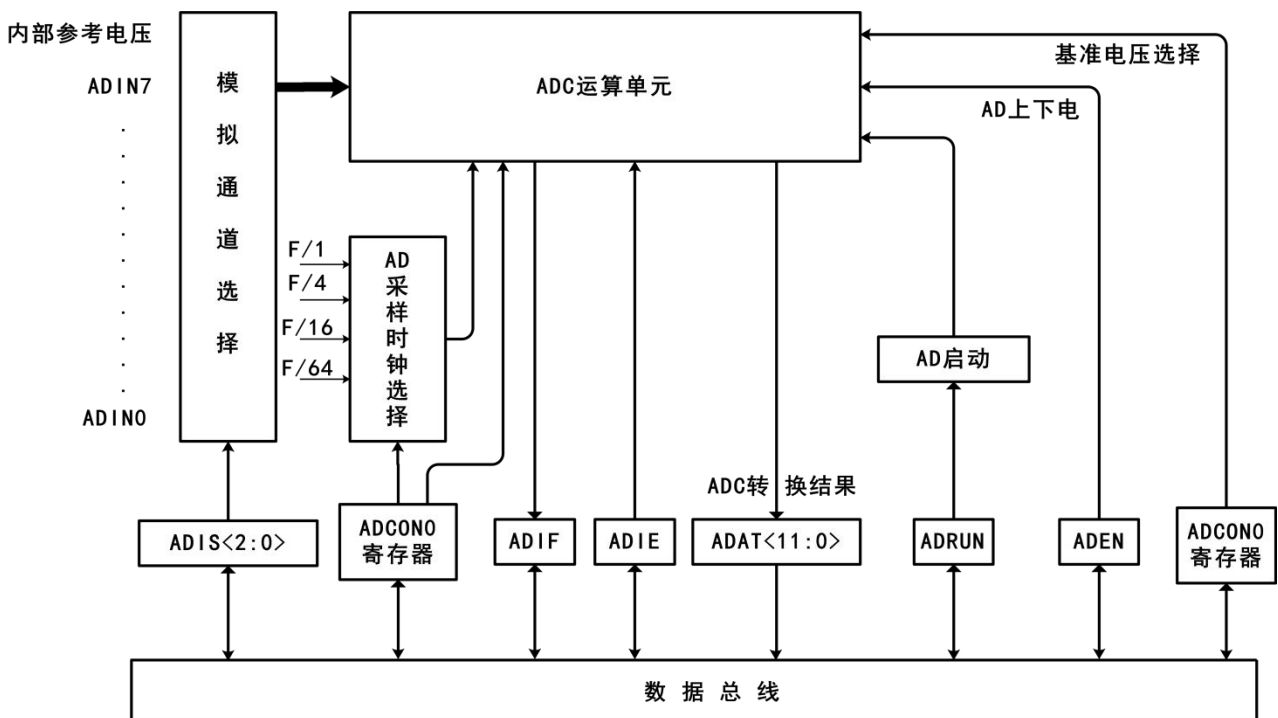 内部参考电压
ADIN7
ADIN0
模拟通道选择
ADC运算单元
基准电压选择
AD上下电
F/1
F/4
F/16
F/64
AD采样时钟选择
AD启动
ADC转 换结果
ADIS<2:0>
ADCON0
寄存器
ADIF
ADIE
ADAT<11:0>
ADRUN
ADEN
ADCON0
寄存器
数 据 总 线